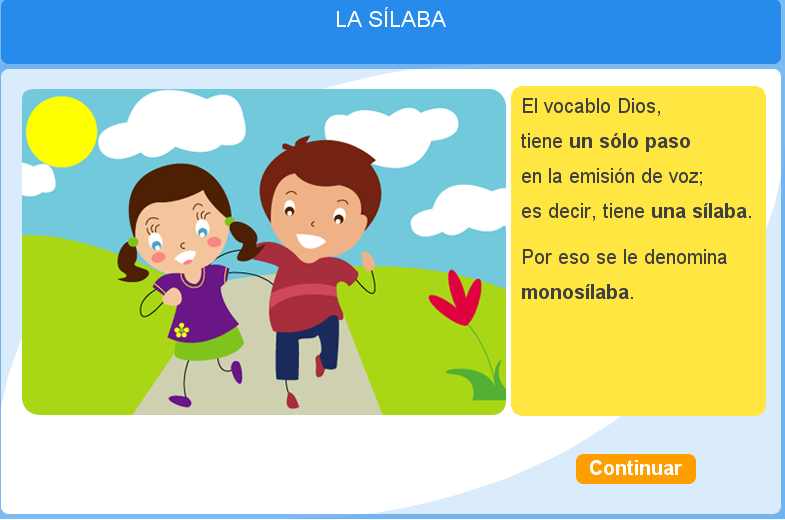 LA SÍLABA
El vocablo Dios,
tiene un sólo paso
en la emisión de voz;
es decir, tiene una sílaba.
Por eso se le denomina
monosílaba.
Continuar